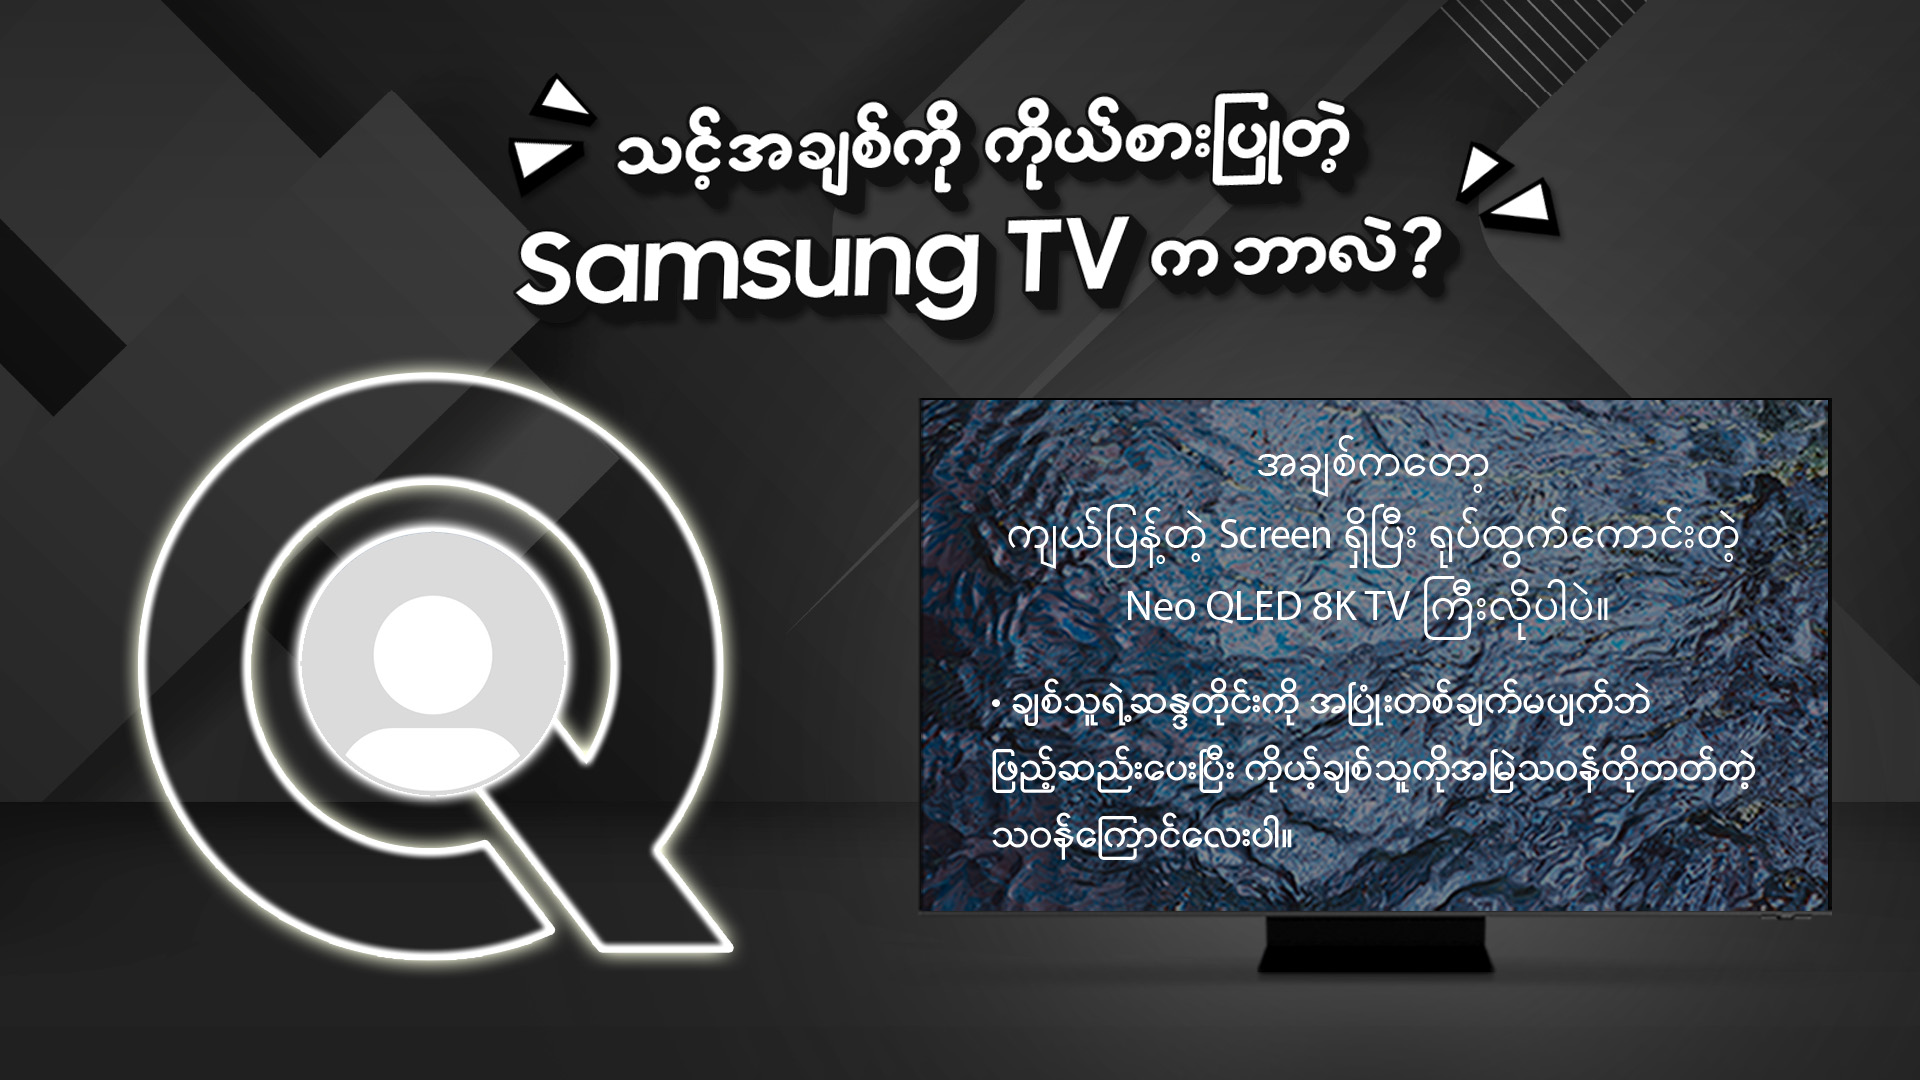 သင့်အချစ်ကို ကိုယ်စားပြုတဲ့
Samsung TV က ဘာလဲ?
အချစ်ကတော့
ကျယ်ပြန့်တဲ့ Screen ရှိပြီး ရုပ်ထွက်ကောင်းတဲ့
Neo QLED 8K TV ကြီးလိုပါပဲ။
• ချစ်သူရဲ့ဆန္ဒတိုင်းကို အပြုံးတစ်ချက်မပျက်ဘဲ
ဖြည့်ဆည်းပေးပြီး ကိုယ့်ချစ်သူကိုအမြဲသဝန်တိုတတ်တဲ့
သဝန်ကြောင်လေးပါ။